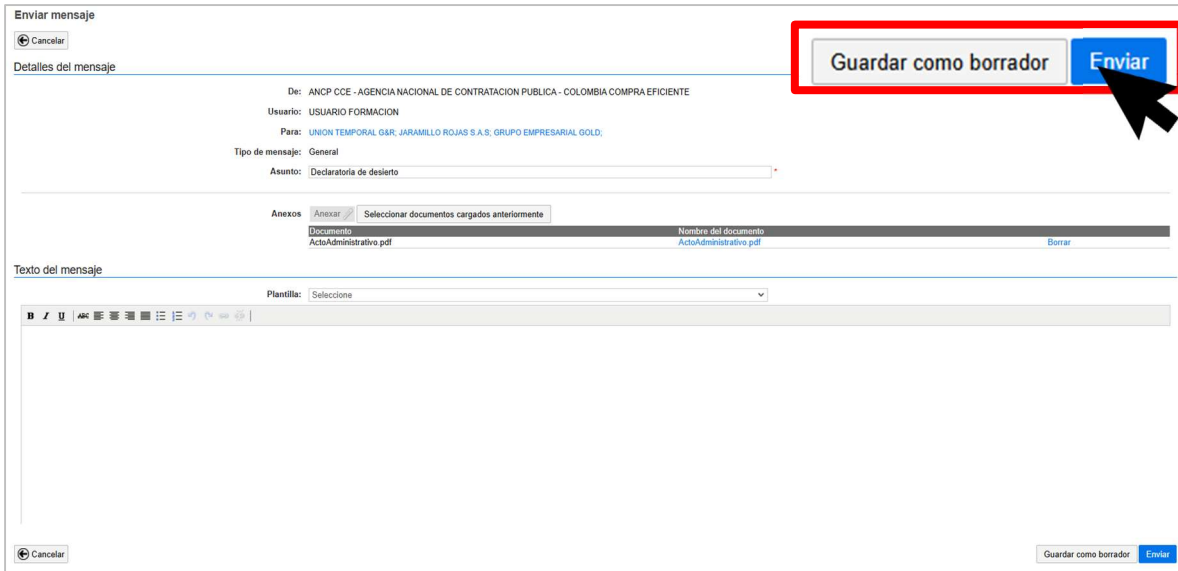 Enviar mensaje
Cancelar
Guardar como borrador Enviar
Detalles del mensaje
De: ANCP CCE - AGENCIA NACIONAL DE CONTRATACION PUBLICA - COLOMBIA COMPRA EFICIENTE
Usuario: USUARIO FORMACION
Para: UNION TEMPORAL G&R; JARAMILLO ROJAS S.A.S; GRUPO EMPRESARIAL GOLD;
Tipo de mensaje: General
Asunto: Declaratoria de desierto *
Anexos Anexar Seleccionar documentos cargados anteriormente
Documento Nombre del documento
ActoAdministrativo.pdf ActoAdministrativo.pdf Borrar
Texto del mensaje
Plantilla: Seleccione
B I U ABC
Cancelar Guardar como borrador Enviar